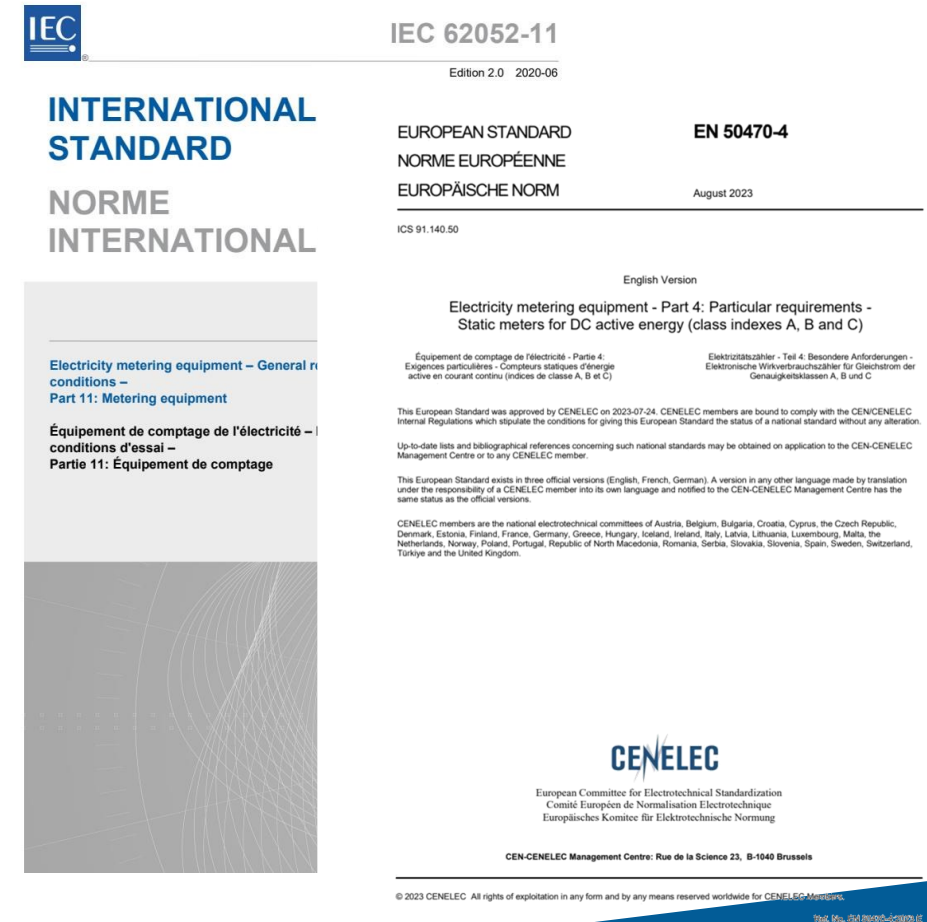 IEC
®
IEC 62052-11
Edition 2.0 2020-06
INTERNATIONAL
STANDARD
NORME
INTERNATIONAL
Electricity metering equipment – General
conditions –
Part 11: Metering equipment
Équipement de comptage de l'électricité –
conditions d'essai –
Partie 11: Équipement de comptage
EUROPEAN STANDARD
EN 50470-4
NORME EUROPÉENNE
EUROPÄISCHE NORM
August 2023
ICS 91.140.50
English Version
Electricity metering equipment - Part 4: Particular requirements -
Static meters for DC active energy (class indexes A, B and C)
Équipement de comptage de l'électricité - Partie 4:
Exigences particulières - Compteurs statiques d'énergie
active en courant continu (indices de classe A, B et C)
Elektrizitätszähler - Teil 4: Besondere Anforderungen -
Elektronische Wirkverbrauchszähler für Gleichstrom der
Genauigkeitsklassen A, B und C
This European Standard was approved by CENELEC on 2023-07-24. CENELEC members are bound to comply with the CEN/CENELEC
Internal Regulations which stipulate the conditions for giving this European Standard the status of a national standard without any alteration.
Up-to-date lists and bibliographical references concerning such national standards may be obtained on application to the CEN-CENELEC
Management Centre or to any CENELEC member.
This European Standard exists in three official versions (English, French, German). A version in any other language made by translation
under the responsibility of a CENELEC member into its own language and notified to the CEN-CENELEC Management Centre has the
same status as the official versions.
CENELEC members are the national electrotechnical committees of Austria, Belgium, Bulgaria, Croatia, Cyprus, the Czech Republic,
Denmark, Estonia, Finland, France, Germany, Greece, Hungary, Iceland, Ireland, Italy, Latvia, Lithuania, Luxembourg, Malta, the
Netherlands, Norway, Poland, Portugal, Republic of North Macedonia, Romania, Serbia, Slovakia, Slovenia, Spain, Sweden, Switzerland,
Türkiye and the United Kingdom.
CENELEC
European Committee for Electrotechnical Standardization
Comité Européen de Normalisation Electrotechnique
Europäisches Komitee für Elektrotechnische Normung
CEN-CENELEC Management Centre: Rue de la Science 23, B-1040 Brussels
© 2023 CENELEC All rights of exploitation in any form and by any means reserved worldwide for CENELEC Members.